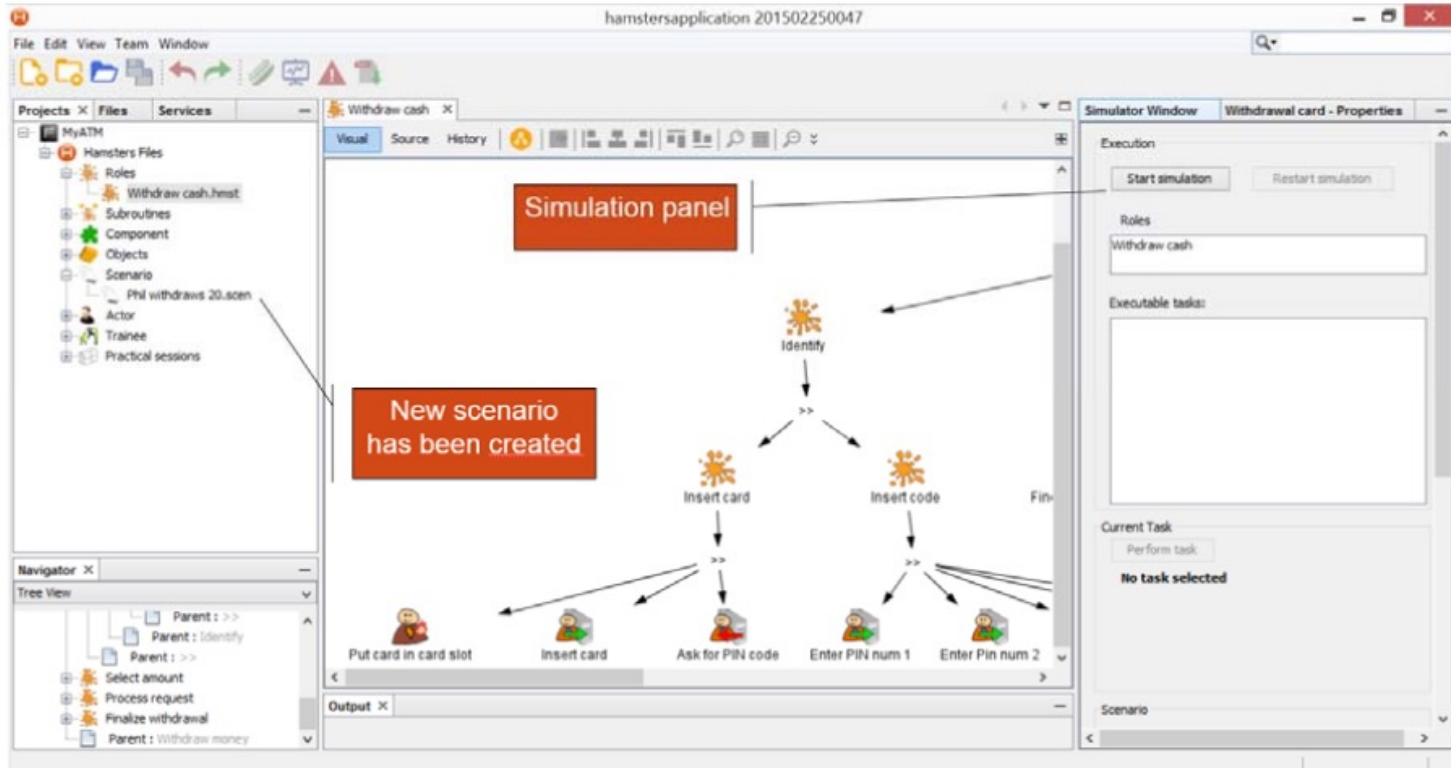 hamstersapplication 201502250047
File Edit View Team Window
Projects Files Services
MyATM
Hamsters Files
Roles
Withdraw cash.hmst
Subroutines
Component
Objects
Scenario
Phil withdraws 20.scen
Actor
Trainee
Practical sessions
Navigator
Tree View
Parent : >>
Parent : Identify
Parent : >>
Select amount
Process request
Finalize withdrawal
Parent : Withdraw money
Withdraw cash
Visual Source History
Simulation panel
New scenario
has been created
Identify
>>
Insert card
Insert code
Fin
>>
>>
Put card in card slot
Insert card
Ask for PIN code
Enter PIN num 1
Enter Pin num 2
Output
Simulator Window
Withdrawal card - Properties
Execution
Start simulation
Restart simulation
Roles
Withdraw cash
Executable tasks:
Current Task
Perform task
No task selected
Scenario